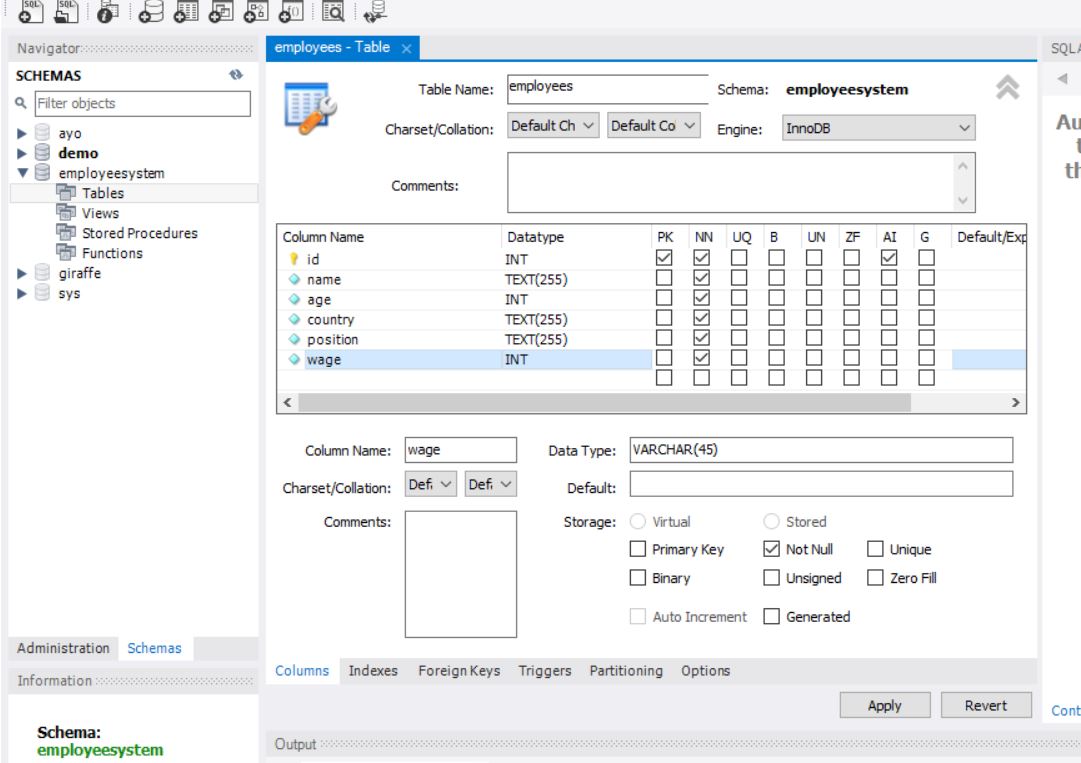 SQL SQL
Navigator
SCHEMAS
Filter objects
ayo
demo
employeesystem
Tables
Views
Stored Procedures
Functions
giraffe
sys
Administration Schemas
Information
Schema:
employeesystem
employees - Table
Table Name: employees Schema: employeesystem
Charset/Collation: Default Ch Default Co Engine: InnoDB
Comments:
Column Name Datatype PK NN UQ B UN ZF AI G Default/Exp
id INT
name TEXT(255)
age INT
country TEXT(255)
position TEXT(255)
wage INT
Column Name: wage Data Type: VARCHAR(45)
Charset/Collation: Defa Defa Default:
Comments: Storage: Virtual Stored
Primary Key Not Null Unique
Binary Unsigned Zero Fill
Auto Increment Generated
Columns Indexes Foreign Keys Triggers Partitioning Options
Apply Revert
Output
SQLA
Au
t
th
Cont